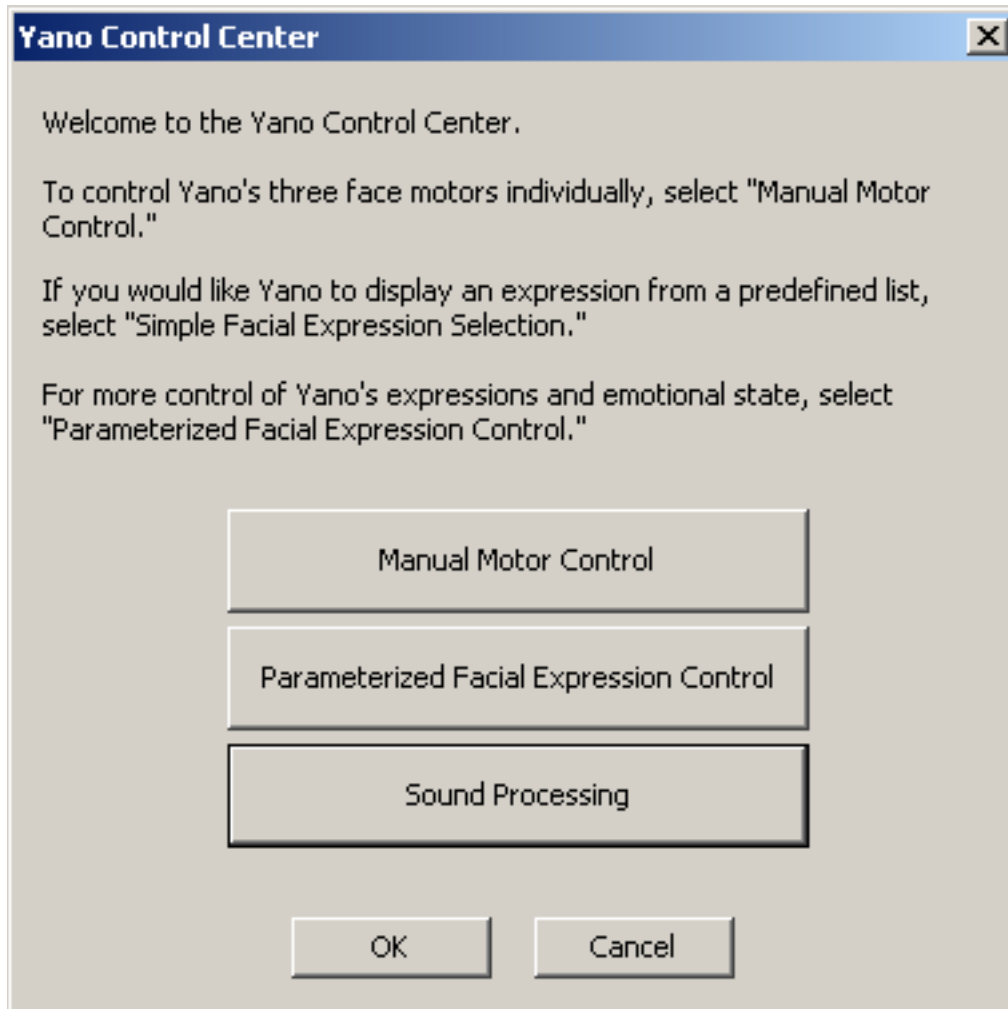 Yano Control Center
Welcome to the Yano Control Center.
To control Yano's three face motors individually, select "Manual Motor
Control."
If you would like Yano to display an expression from a predefined list,
select "Simple Facial Expression Selection."
For more control of Yano's expressions and emotional state, select
"Parameterized Facial Expression Control."
Manual Motor Control
Parameterized Facial Expression Control
Sound Processing
OK Cancel